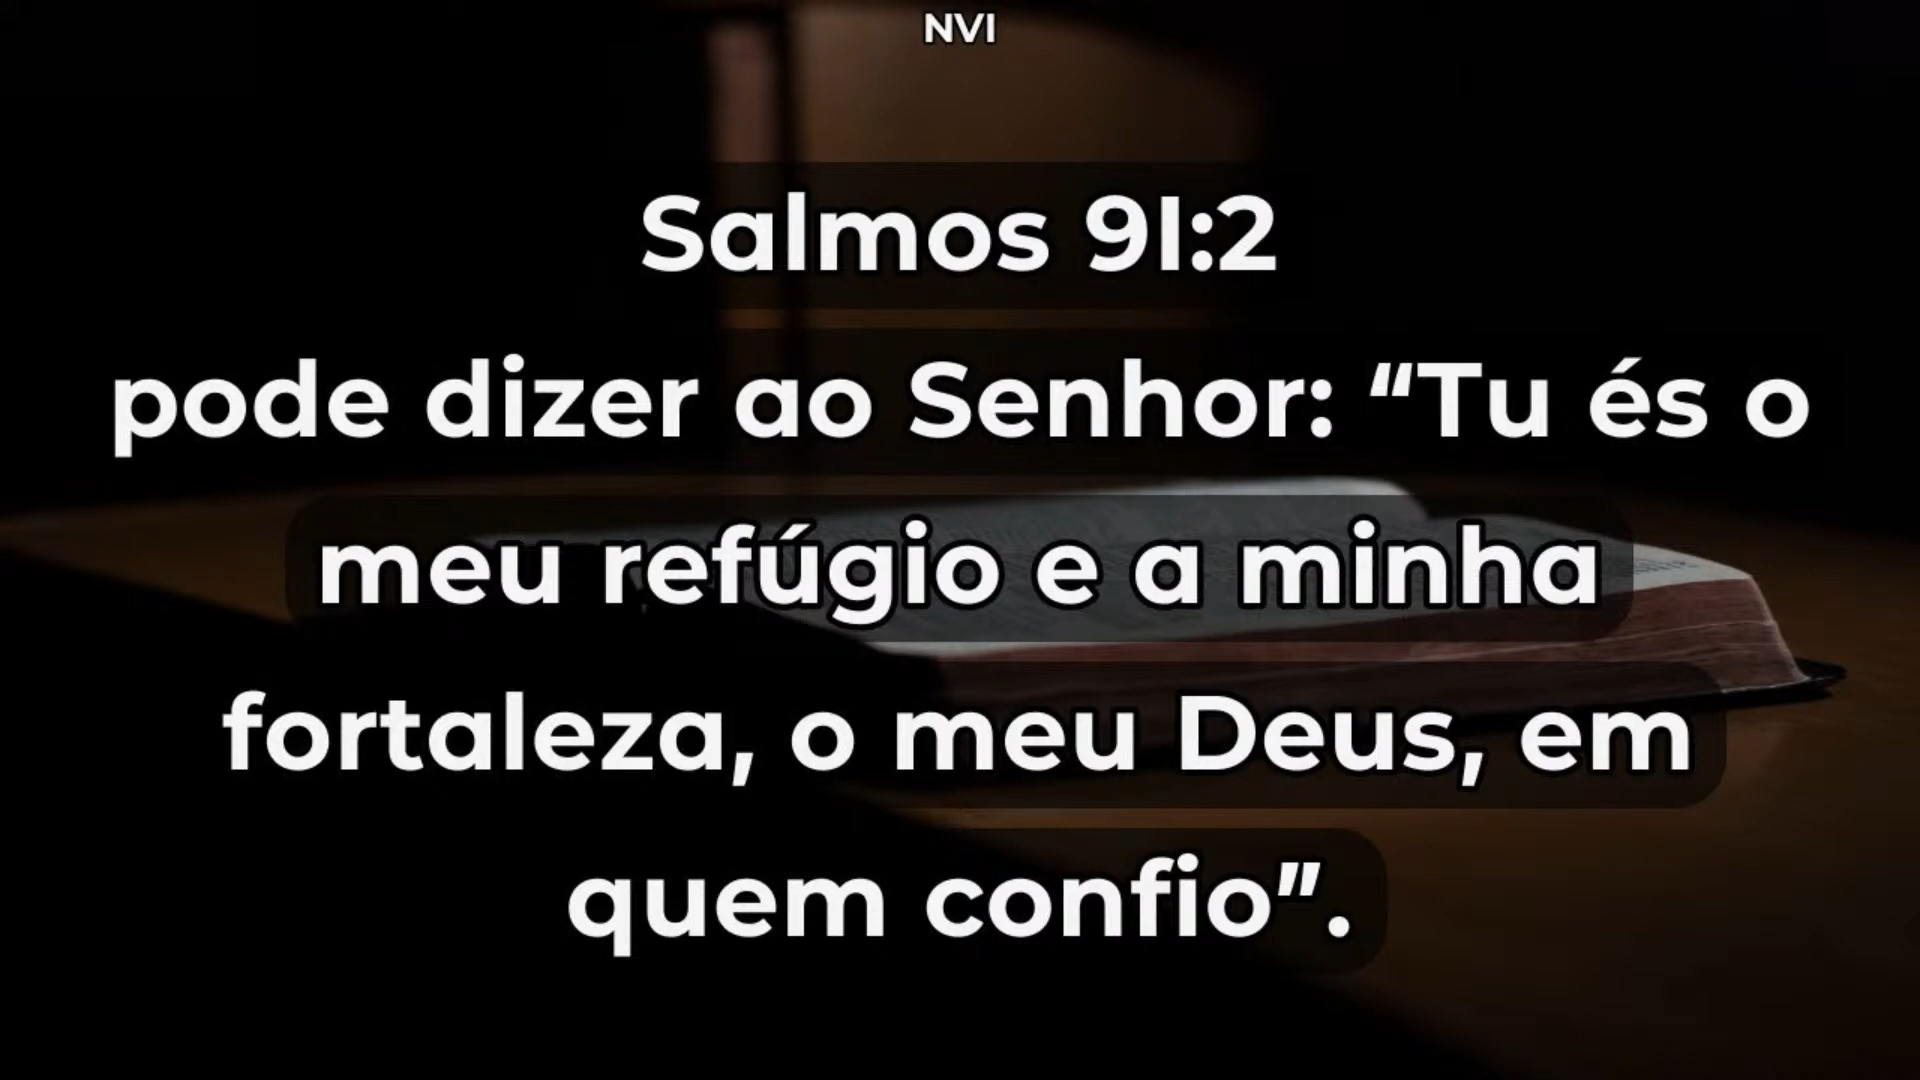 NVI
Salmos 91:2
pode dizer ao Senhor: “Tu és o
meu refúgio e a minha
fortaleza, o meu Deus, em
quem confio”.